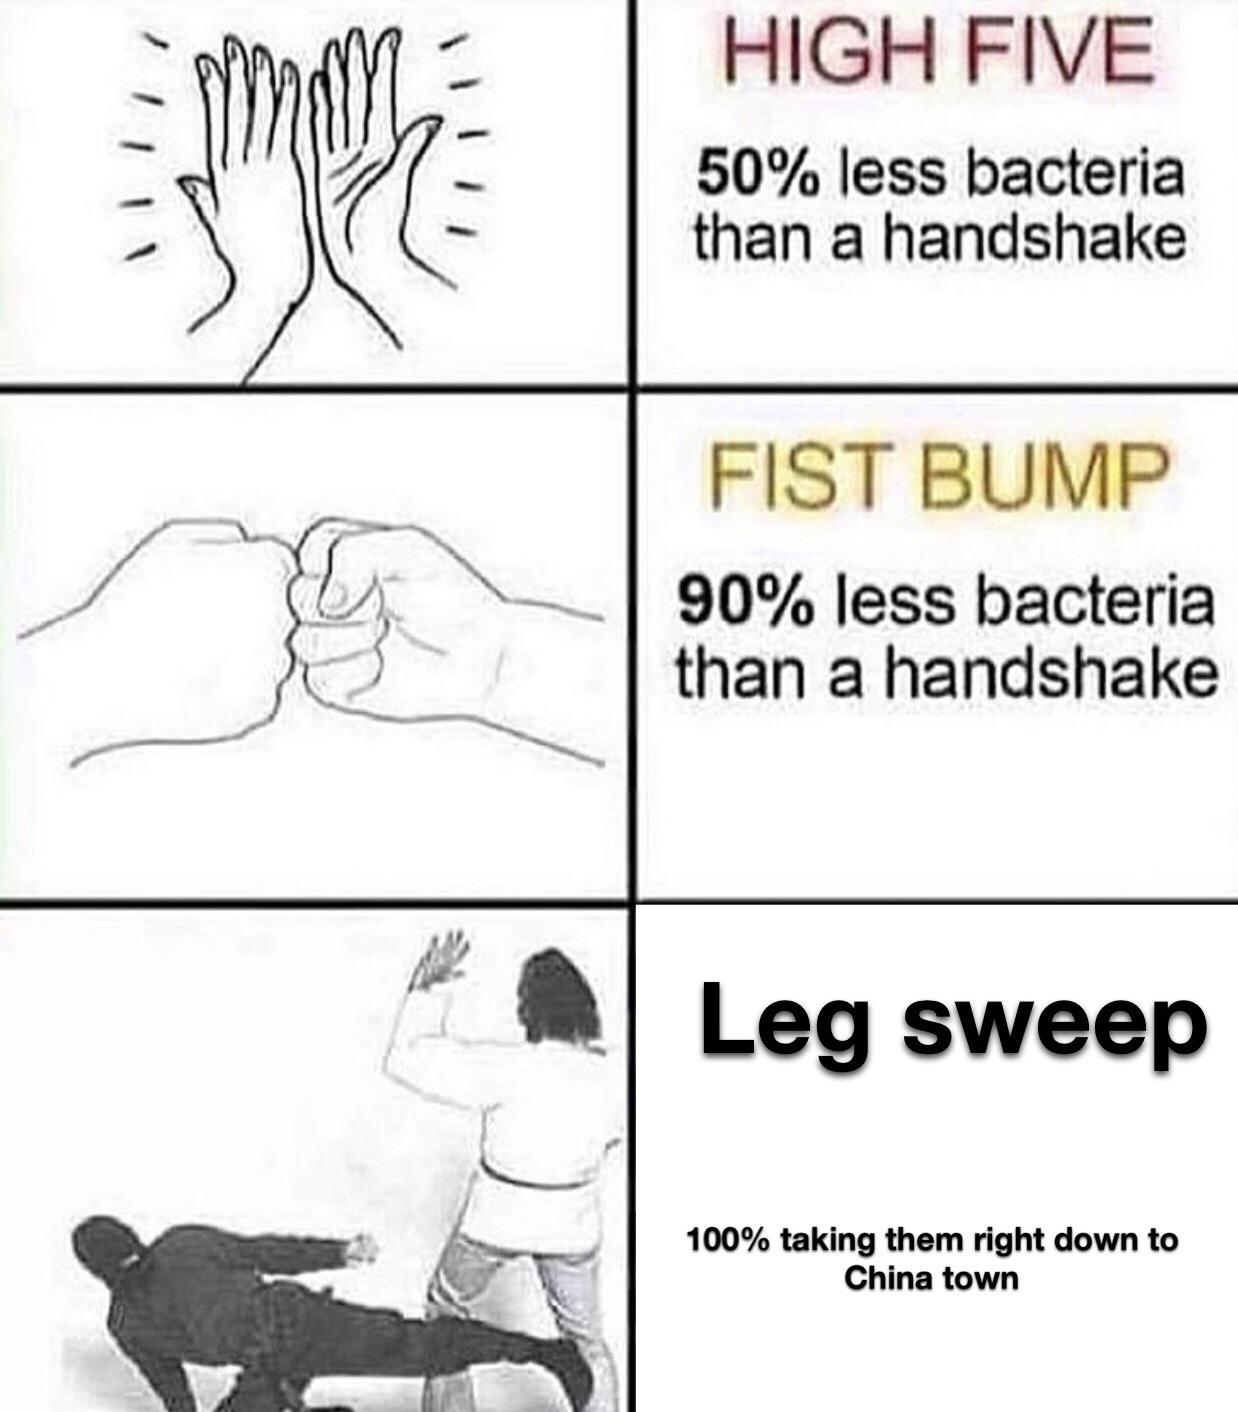 HIGH FIVE
50% less bacteria
than a handshake
FIST BUMP
90% less bacteria
than a handshake
Leg sweep
100% taking them right down to
China town